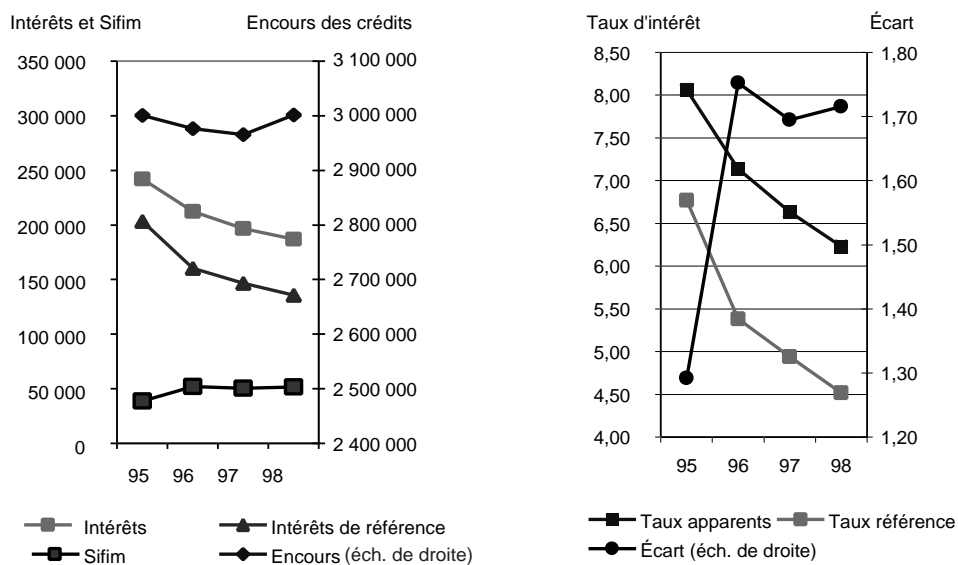 Intérêts et Sifim
Encours des crédits
350 000
300 000
250 000
200 000
150 000
100 000
50 000
0
3 100 000
3 000 000
2 900 000
2 800 000
2 700 000
2 600 000
2 500 000
2 400 000
95 96 97 98
Intérêts
Intérêts de référence
Sifim
Encours (éch. de droite)
Taux d'intérêt
Écart
8,50
8,00
7,50
7,00
6,50
6,00
5,50
5,00
4,50
4,00
1,80
1,70
1,60
1,50
1,40
1,30
1,20
95 96 97 98
Taux apparents
Taux référence
Écart (éch. de droite)